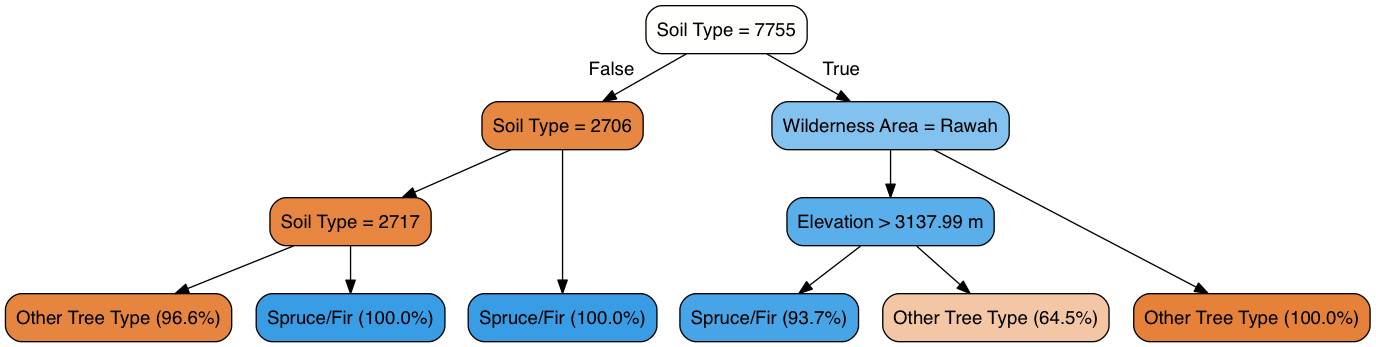 Soil Type = 7755
False
True
Soil Type = 2706
Wilderness Area = Rawah
Soil Type = 2717
Elevation > 3137.99 m
Other Tree Type (96.6%)
Spruce/Fir (100.0%)
Spruce/Fir (100.0%)
Spruce/Fir (93.7%)
Other Tree Type (64.5%)
Other Tree Type (100.0%)